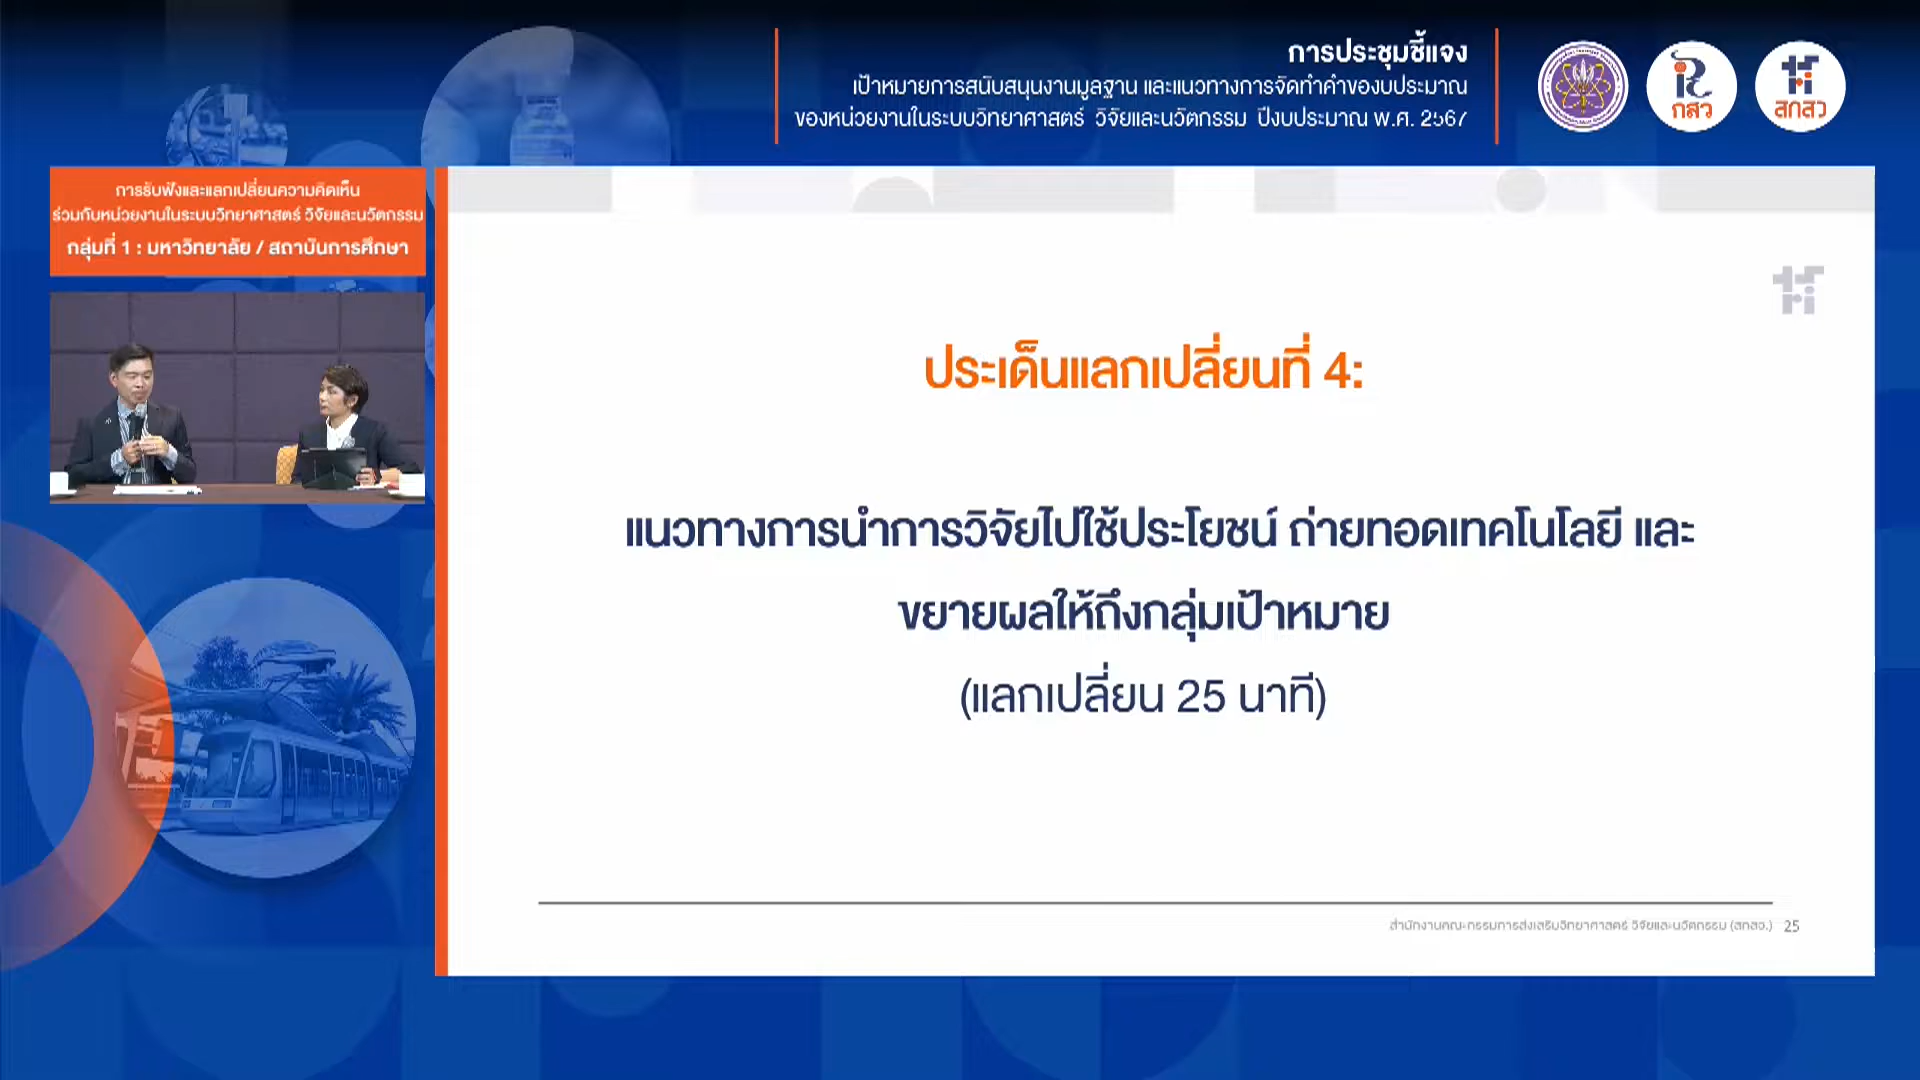 การประชุมชี้แจง
เป้าหมายการสนับสนุนงานมูลฐาน และแนวทางการจัดทำคำของบประมาณ
ของหน่วยงานในระบบวิทยาศาสตร์ วิจัยและนวัตกรรม ปีงบประมาณ พ.ศ. 2567
กสว
สกสว
การรับฟังและแลกเปลี่ยนความคิดเห็น
ร่วมกับหน่วยงานในระบบวิทยาศาสตร์ วิจัยและนวัตกรรม
กลุ่มที่ 1 : มหาวิทยาลัย / สถาบันการศึกษา
ประเด็นแลกเปลี่ยนที่ 4:
แนวทางการนำการวิจัยไปใช้ประโยชน์ ถ่ายทอดเทคโนโลยี และ
ขยายผลให้ถึงกลุ่มเป้าหมาย
(แลกเปลี่ยน 25 นาที)
สำนักงานคณะกรรมการส่งเสริมวิทยาศาสตร์ วิจัยและนวัตกรรม (สกสว.) 25